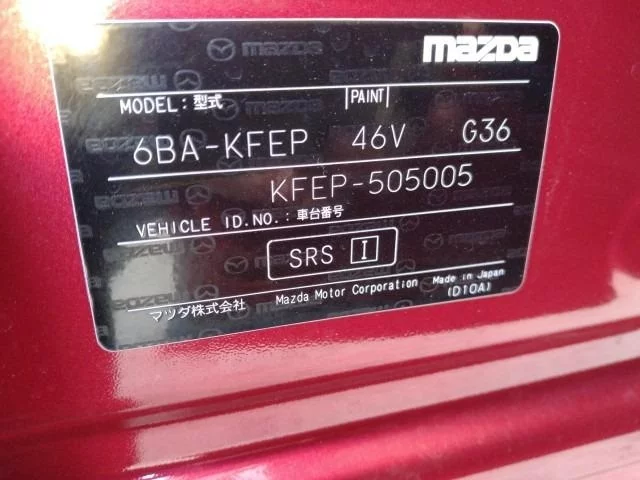 mazda
MODEL: 型式 PAINT
6BA-KFEP 46V G36
KFEP-505005
VEHICLE ID.NO.: 車台番号
SRS I
マツダ株式会社 Mazda Motor Corporation Made in Japan
(D10A)